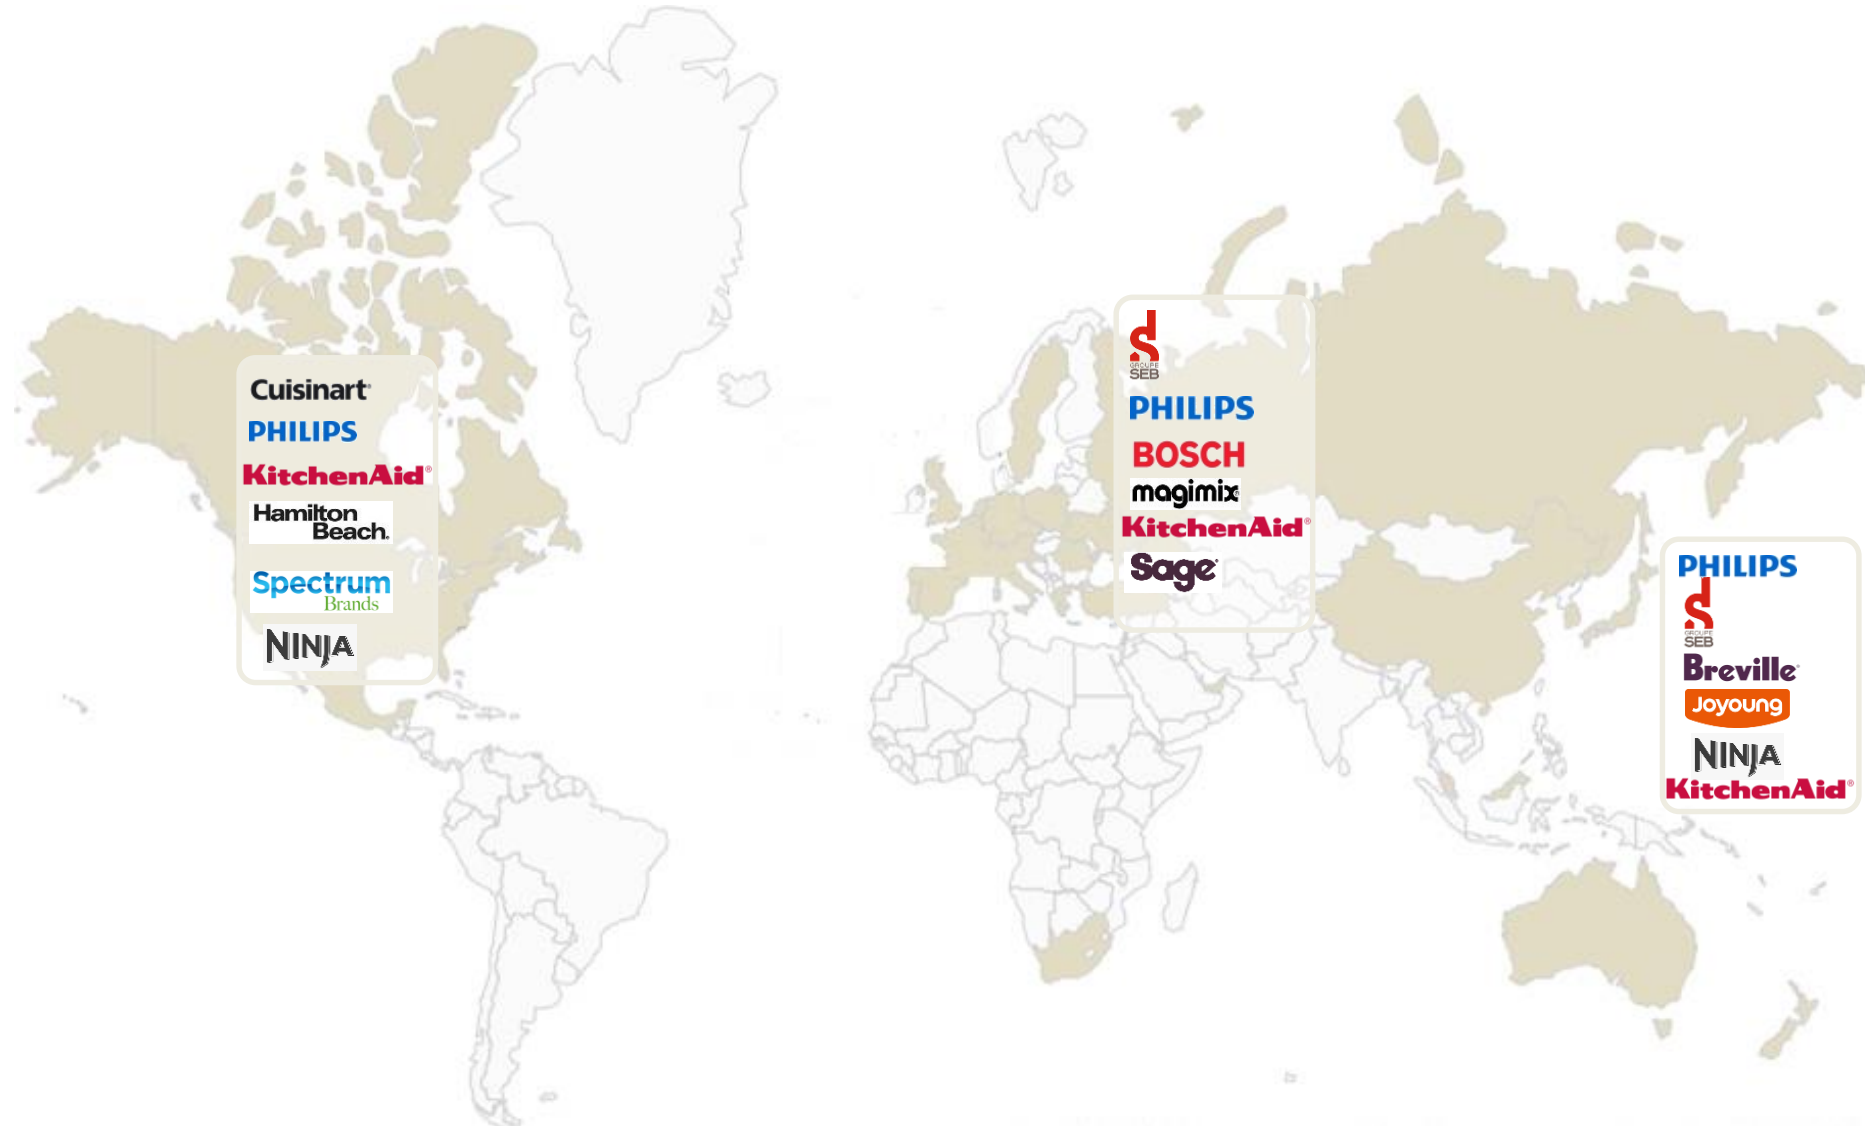 Cuisinart®
PHILIPS
KitchenAid®
Hamilton
Beach.
Spectrum
Brands
NINJA
GROUPE
SEB
PHILIPS
BOSCH
magimix®
KitchenAid®
Sage®
PHILIPS
GROUPE
SEB
Breville®
Joyoung
NINJA
KitchenAid®